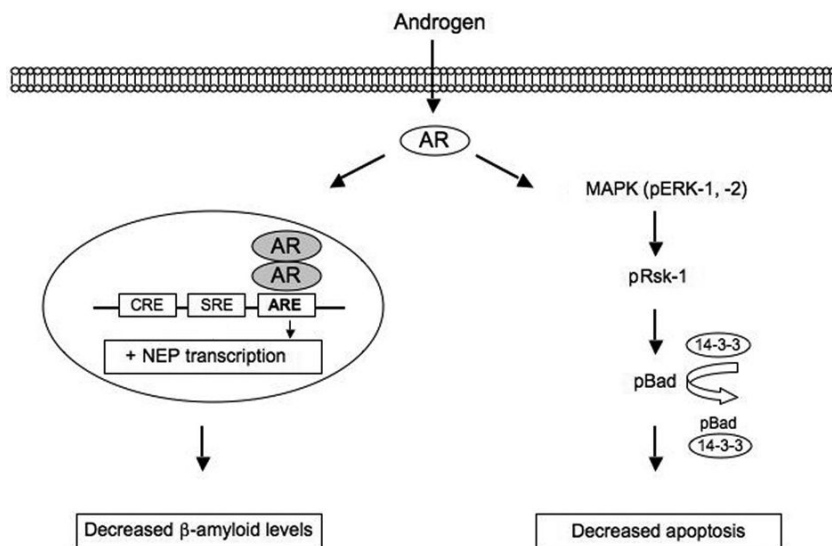 Androgen
AR
MAPK (pERK-1, -2)
AR
AR
pRsk-1
CRE SRE ARE
+ NEP transcription
14-3-3
pBad
pBad
14-3-3
Decreased β-amyloid levels
Decreased apoptosis